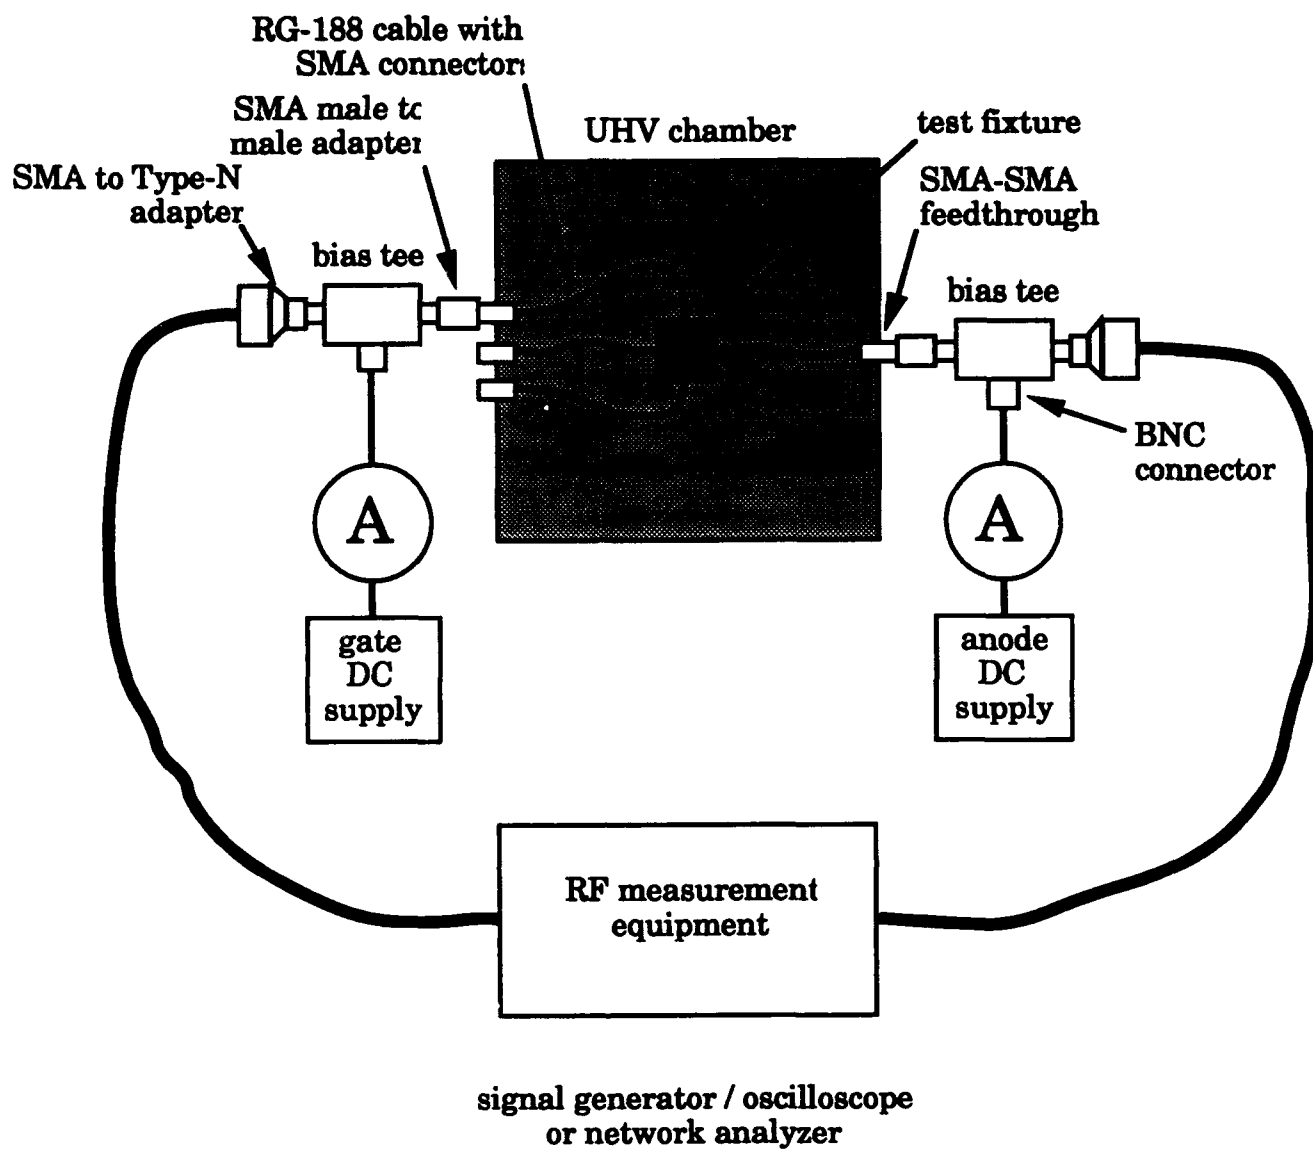 RG-188 cable with
SMA connectors
SMA male to
male adapter
UHV chamber
test fixture
SMA to Type-N
adapter
SMA-SMA
feedthrough
bias tee
bias tee
BNC
connector
A
A
gate
DC
supply
anode
DC
supply
RF measurement
equipment
signal generator / oscilloscope
or network analyzer